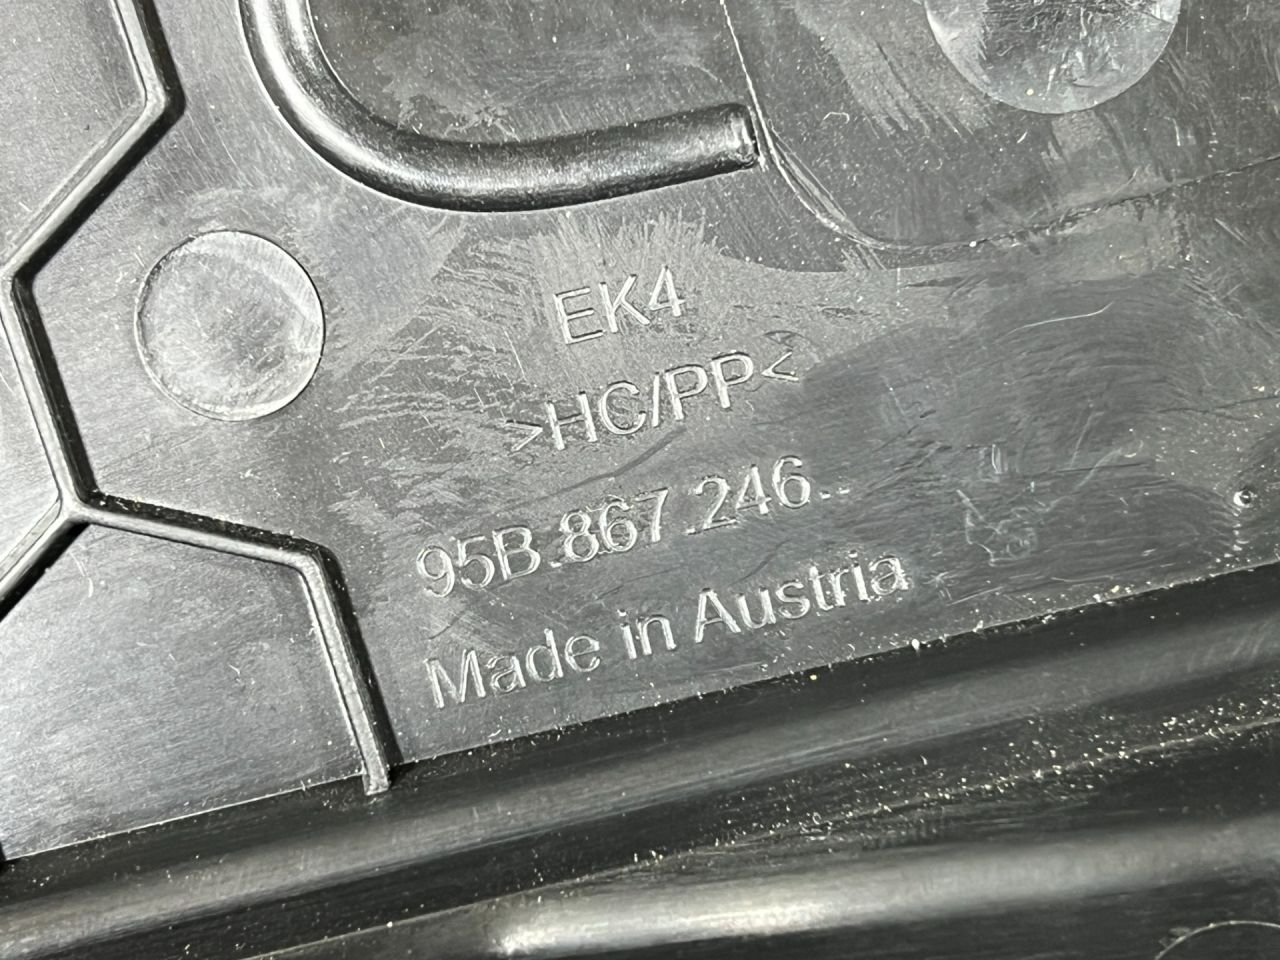 EK4
>HC/PP<
95B.867.246..
Made in Austria